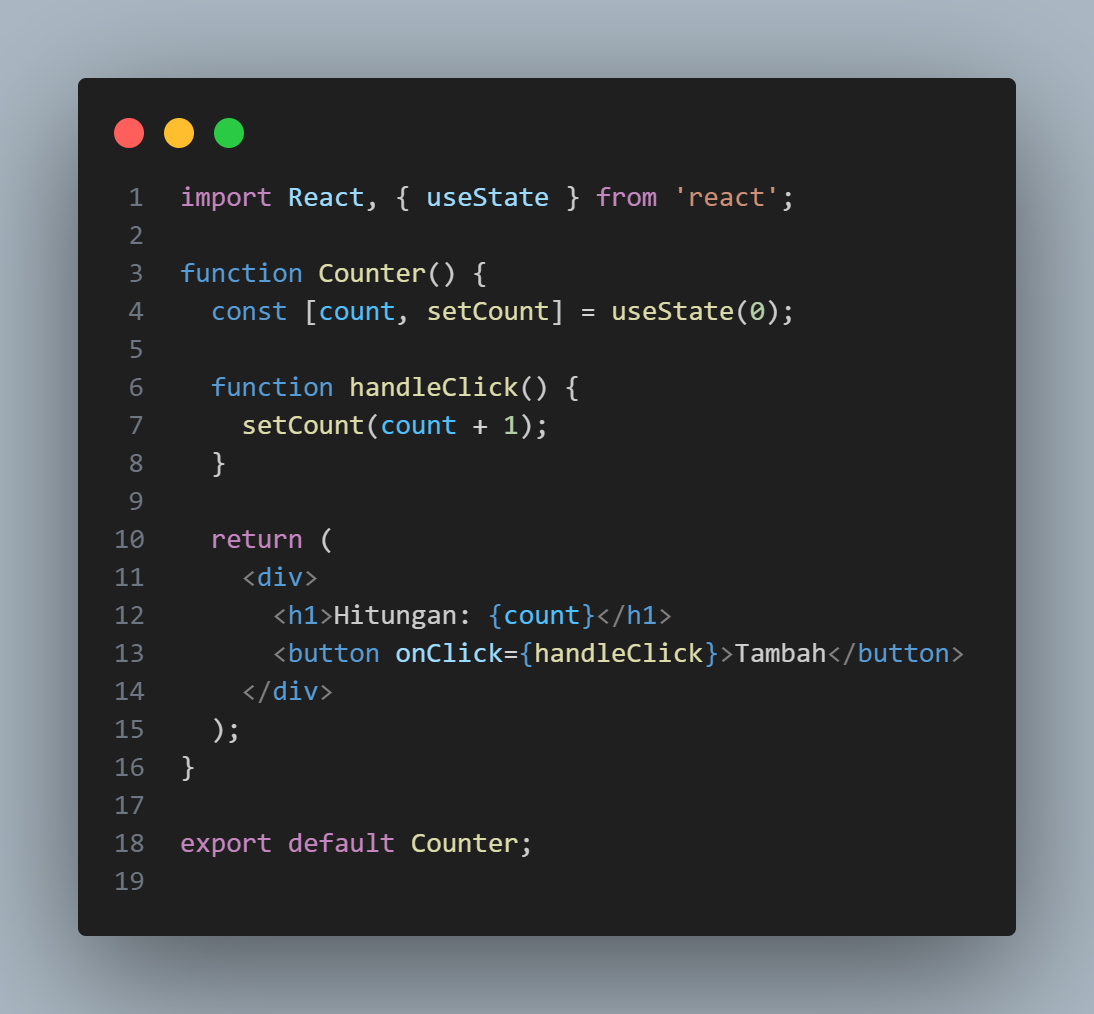 1 import React, { useState } from 'react';
2
3 function Counter() {
4   const [count, setCount] = useState(0);
5
6   function handleClick() {
7     setCount(count + 1);
8   }
9
10   return (
11     <div>
12       <h1>Hitungan: {count}</h1>
13       <button onClick={handleClick}>Tambah</button>
14     </div>
15   );
16 }
17
18 export default Counter;
19